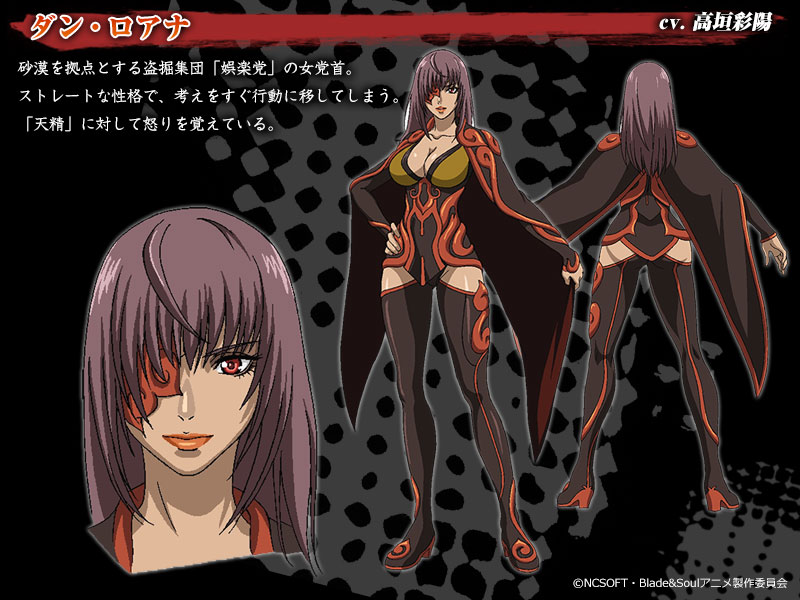 ダン・ロアナ
cv. 高垣彩陽
砂漠を拠点とする盗掘集団「娯楽党」の女党首。
ストレートな性格で、考えをすぐ行動に移してしまう。
「天精」に対して怒りを覚えている。
©NCSOFT・Blade&Soulアニメ製作委員会